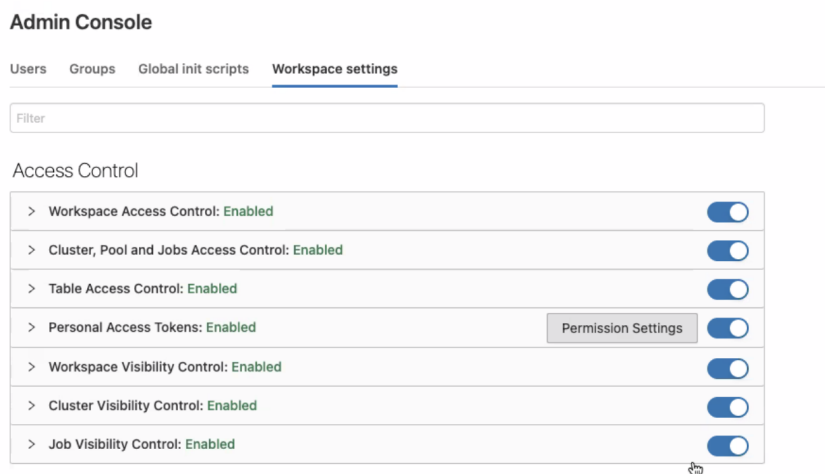 Admin Console
Users Groups Global init scripts Workspace settings
Filter
Access Control
Workspace Access Control: Enabled
Cluster, Pool and Jobs Access Control: Enabled
Table Access Control: Enabled
Personal Access Tokens: Enabled Permission Settings
Workspace Visibility Control: Enabled
Cluster Visibility Control: Enabled
Job Visibility Control: Enabled